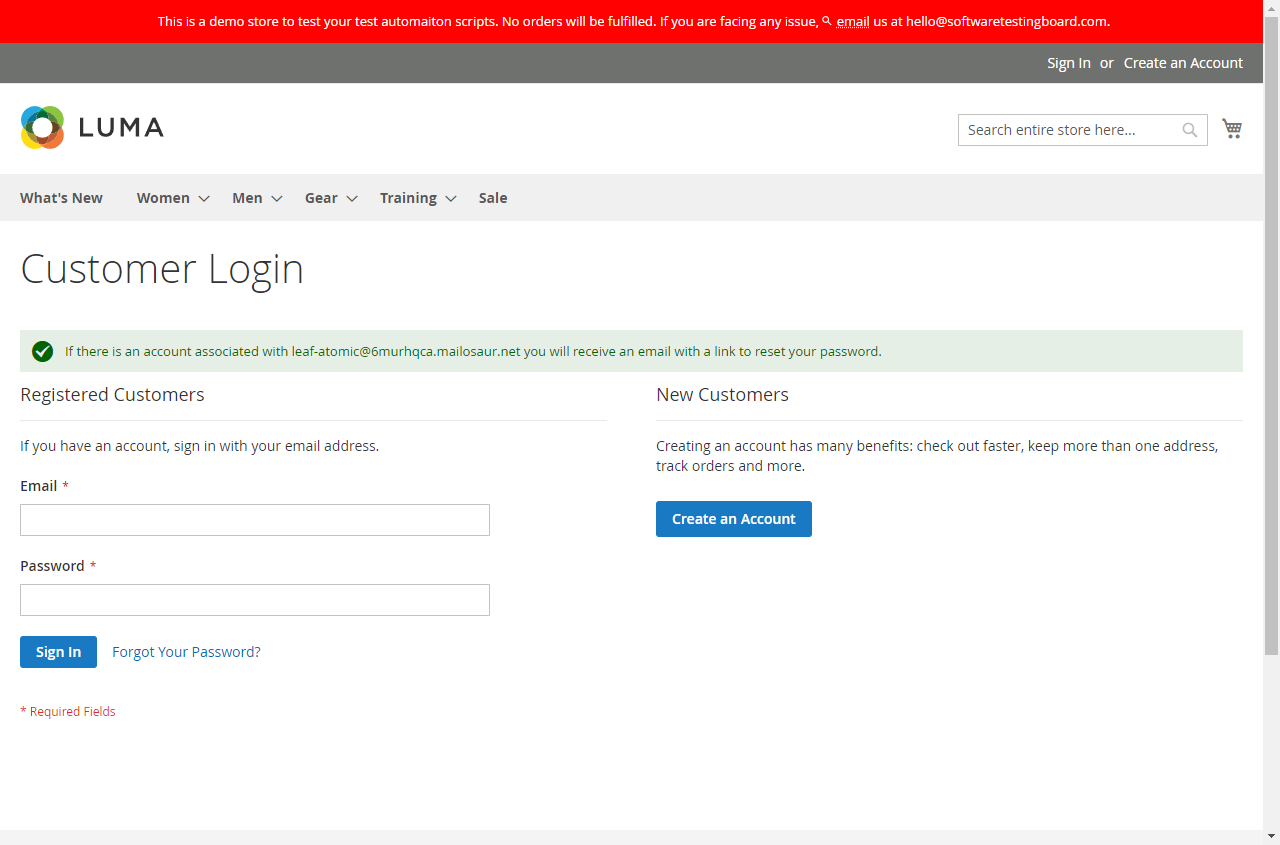 This is a demo store to test your test automaiton scripts. No orders will be fulfilled. If you are facing any issue, email us at hello@softwaretestingboard.com.
Sign In or Create an Account
LUMA
Search entire store here...
What's New Women Men Gear Training Sale
Customer Login
If there is an account associated with leaf-atomic@6murhqca.mailosaur.net you will receive an email with a link to reset your password.
Registered Customers
If you have an account, sign in with your email address.
Email *
Password *
Sign In Forgot Your Password?
* Required Fields
New Customers
Creating an account has many benefits: check out faster, keep more than one address,
track orders and more.
Create an Account